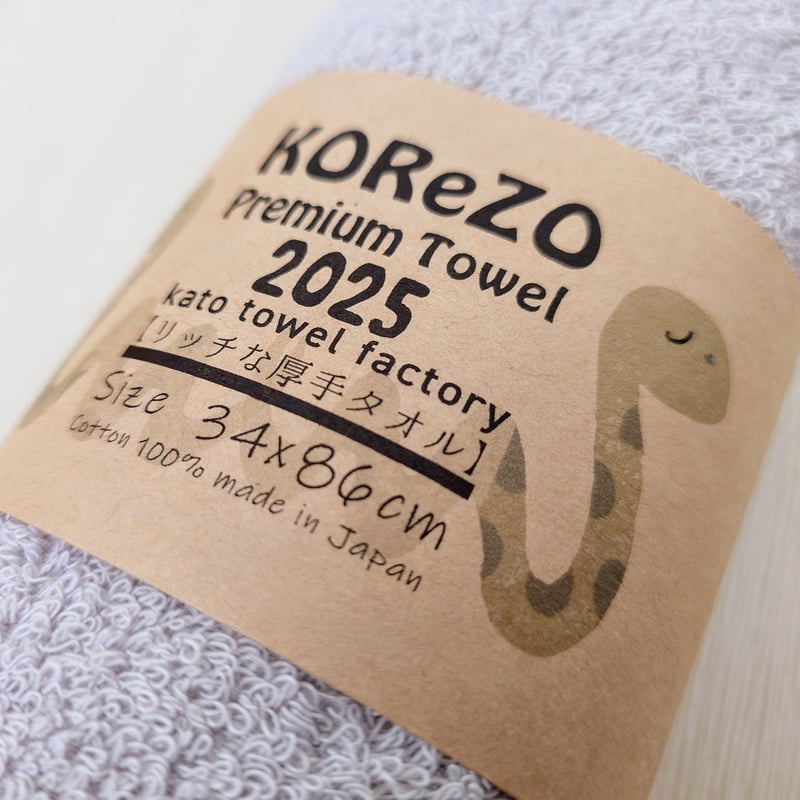 KOReZO
Premium Towel
2025
kato towel factory
【リッチな厚手タオル】
Size 34x86cm
Cotton 100% made in Japan